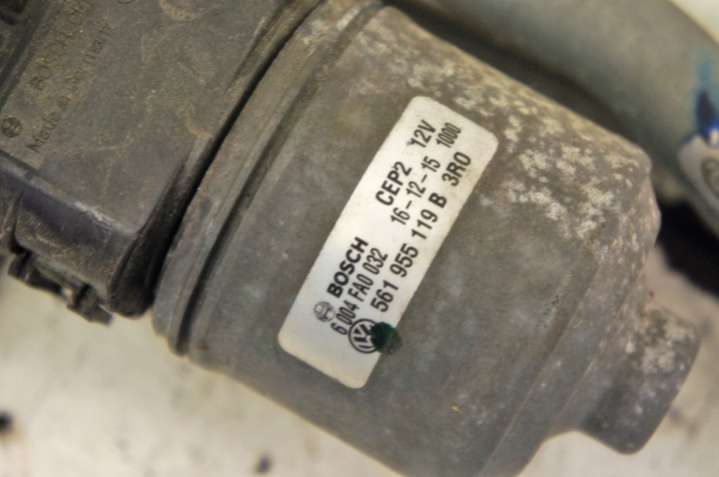 BOSCH CEP2 12V
6 004 FA0 032 16-12-15 1000
561 955 119 B 3R0
Made in Germany